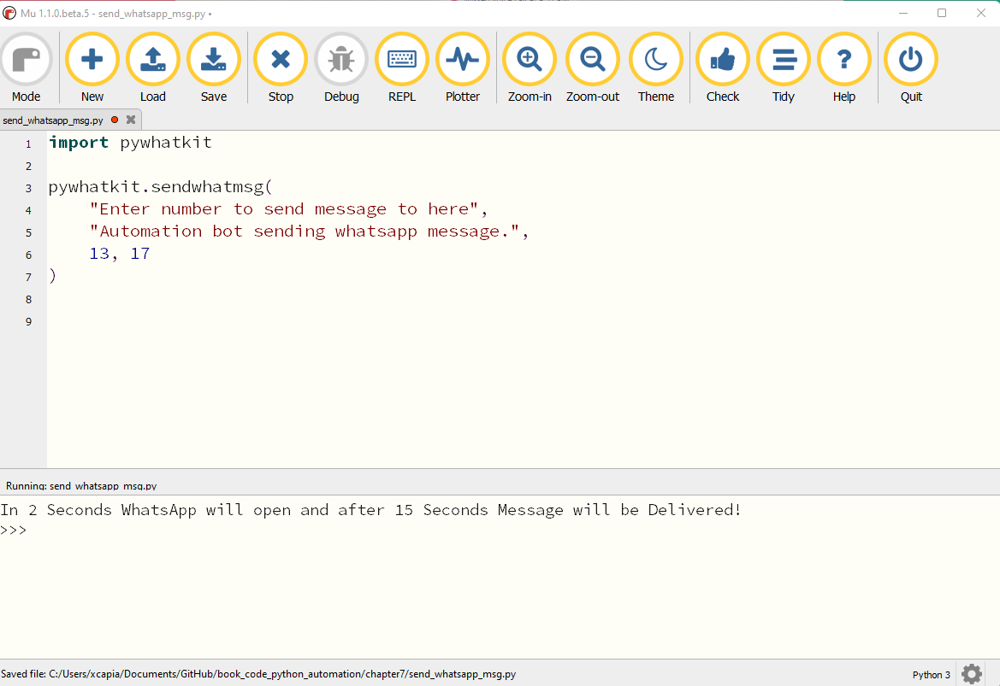 Mu 1.1.0.beta.5 - send_whatsapp_msg.py •
Mode New Load Save Stop Debug REPL Plotter Zoom-in Zoom-out Theme Check Tidy Help Quit
send_whatsapp_msg.py
1 import pywhatkit
2
3 pywhatkit.sendwhatmsg(
4 "Enter number to send message to here",
5 "Automation bot sending whatsapp message.",
6 13, 17
7 )
8
9
Running: send_whatsapp_msg.py
In 2 Seconds WhatsApp will open and after 15 Seconds Message will be Delivered!
>>>
Saved file: C:/Users/xcapia/Documents/GitHub/book_code_python_automation/chapter7/send_whatsapp_msg.py
Python 3